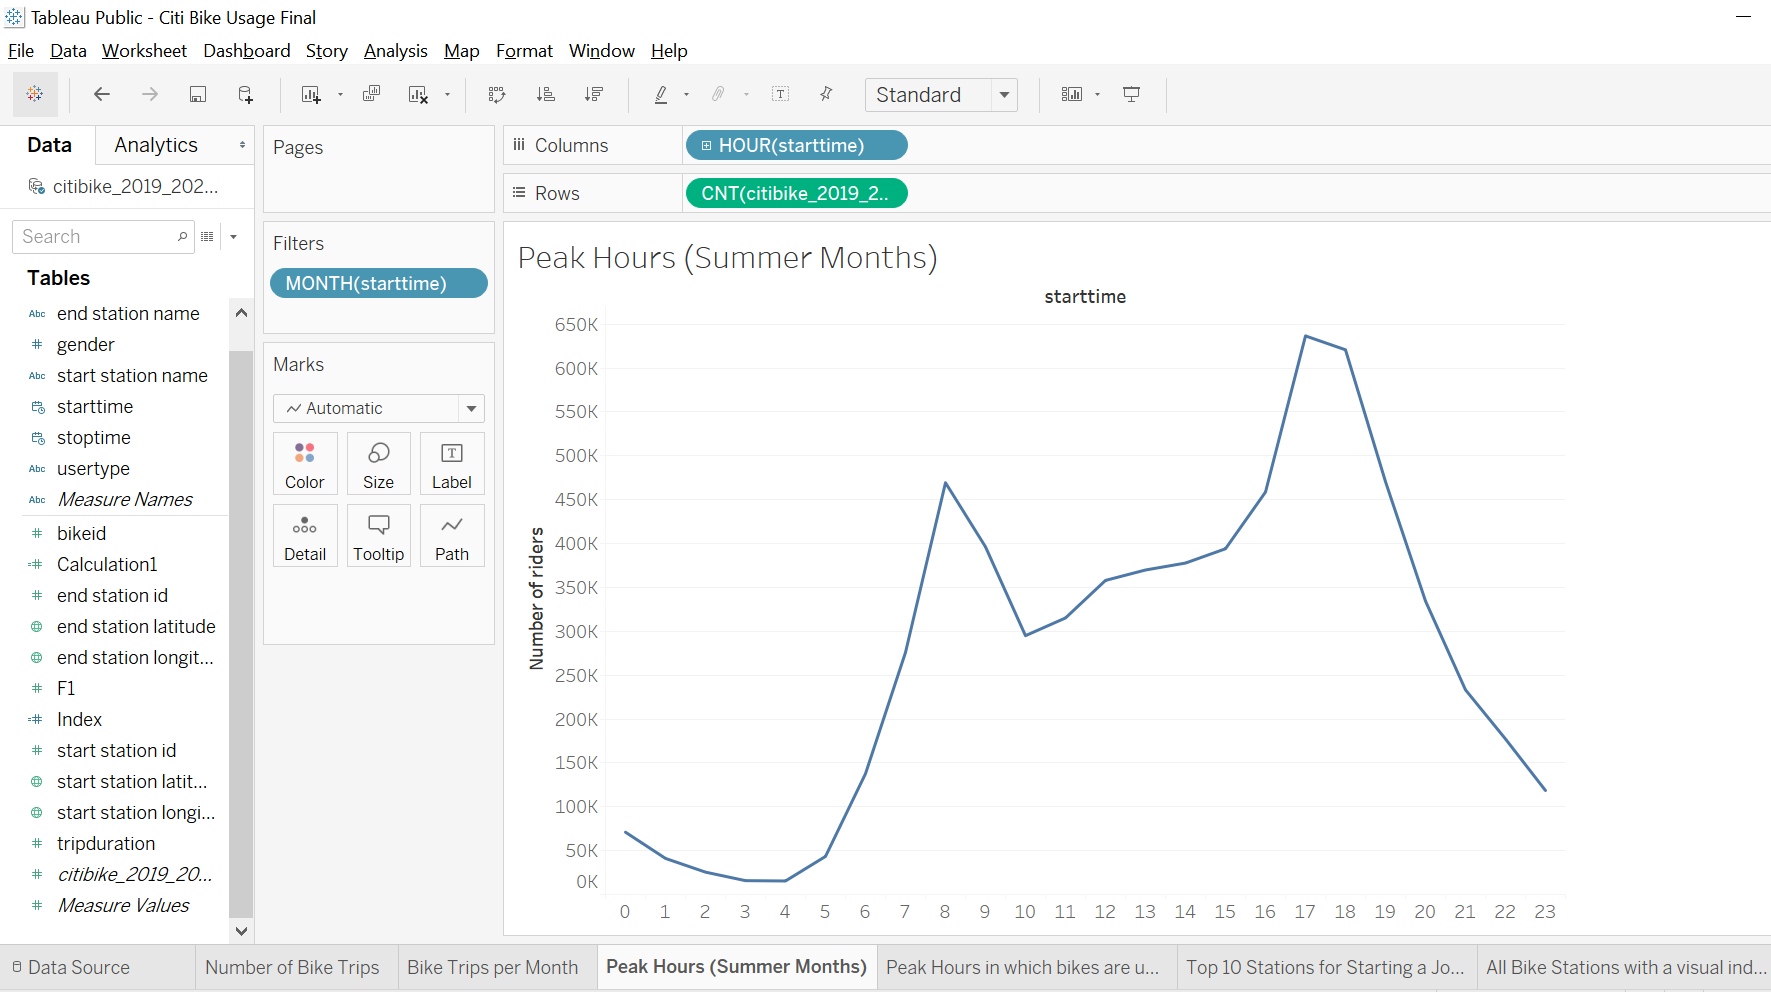 Tableau Public - Citi Bike Usage Final
File Data Worksheet Dashboard Story Analysis Map Format Window Help
Standard
Data Analytics
citibike_2019_202...
Search
Tables
Abc end station name
gender
Abc start station name
starttime
stoptime
Abc usertype
Abc Measure Names
bikeid
Calculation1
end station id
end station latitude
end station longit...
F1
Index
start station id
start station latit...
start station longi...
tripduration
citibike_2019_20...
Measure Values
Pages
Filters
MONTH(starttime)
Marks
Automatic
Color Size Label
Detail Tooltip Path
Columns HOUR(starttime)
Rows CNT(citibike_2019_2..
Peak Hours (Summer Months)
starttime
Number of riders
650K
600K
550K
500K
450K
400K
350K
300K
250K
200K
150K
100K
50K
0K
0 1 2 3 4 5 6 7 8 9 10 11 12 13 14 15 16 17 18 19 20 21 22 23
Data Source Number of Bike Trips Bike Trips per Month Peak Hours (Summer Months) Peak Hours in which bikes are u... Top 10 Stations for Starting a Jo... All Bike Stations with a visual ind...